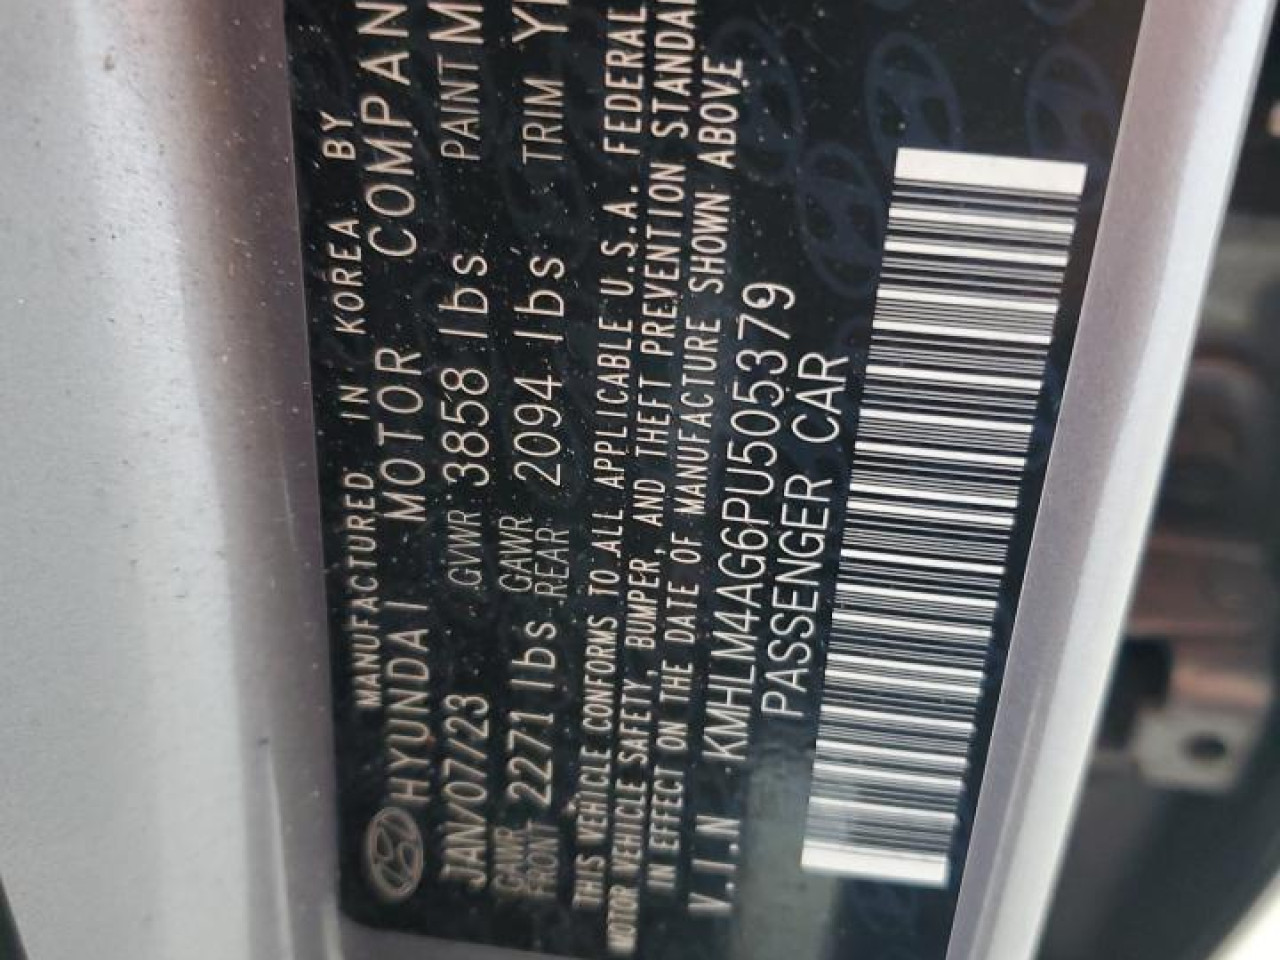 MANUFACTURED IN KOREA BY
HYUNDAI MOTOR COMPAN
JAN/07/23 GVWR 3858 lbs PAINT M
GAWR FRONT 2271 lbs GAWR REAR 2094 lbs TRIM Y
THIS VEHICLE CONFORMS TO ALL APPLICABLE U.S.A. FEDERAL
MOTOR VEHICLE SAFETY, BUMPER, AND THEFT PREVENTION STANDA
IN EFFECT ON THE DATE OF MANUFACTURE SHOWN ABOVE
V.I.N KMHLM4AG6PU505379
PASSENGER CAR